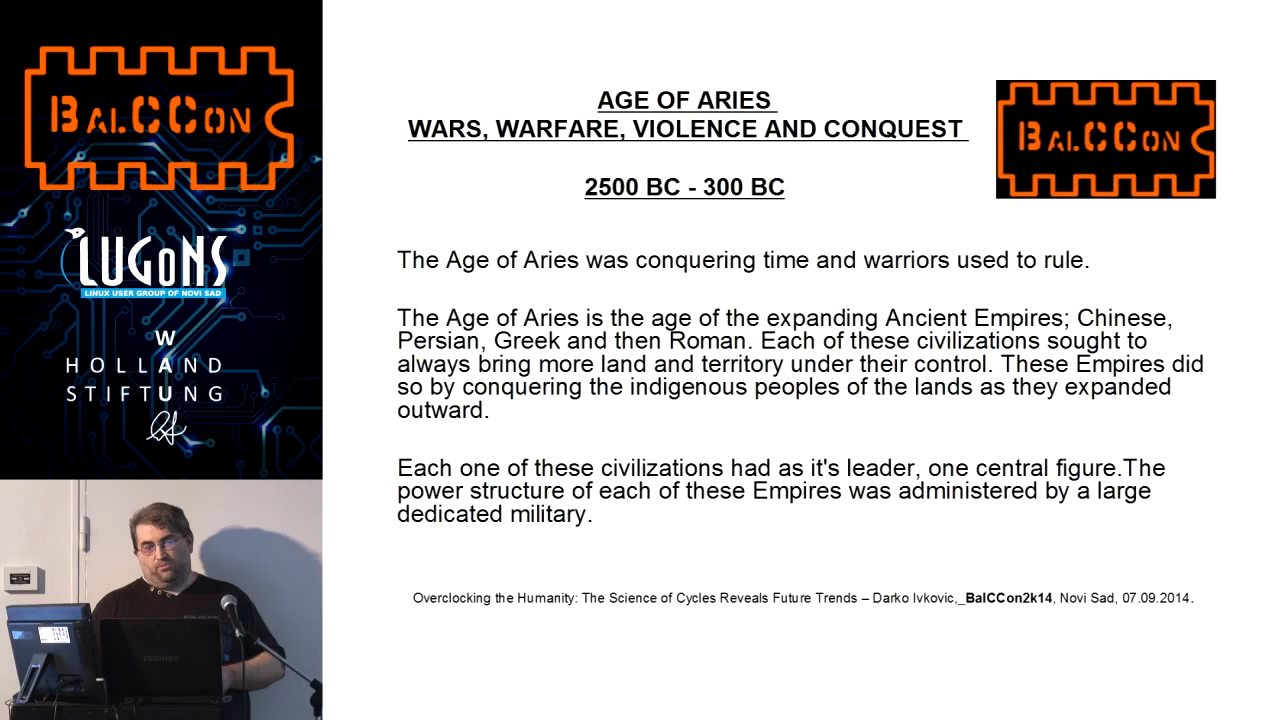 BALCCON
LUGONS
LINUX USER GROUP OF NOVI SAD
W
HOLLAND
STIFTUNG
AGE OF ARIES
WARS, WARFARE, VIOLENCE AND CONQUEST
2500 BC - 300 BC
BALCCON
The Age of Aries was conquering time and warriors used to rule.
The Age of Aries is the age of the expanding Ancient Empires; Chinese,
Persian, Greek and then Roman. Each of these civilizations sought to
always bring more land and territory under their control. These Empires did
so by conquering the indigenous peoples of the lands as they expanded
outward.
Each one of these civilizations had as it's leader, one central figure.The
power structure of each of these Empires was administered by a large
dedicated military.
Overclocking the Humanity: The Science of Cycles Reveals Future Trends – Darko Ivkovic,_BalCCon2k14, Novi Sad, 07.09.2014.
TOSHIBA